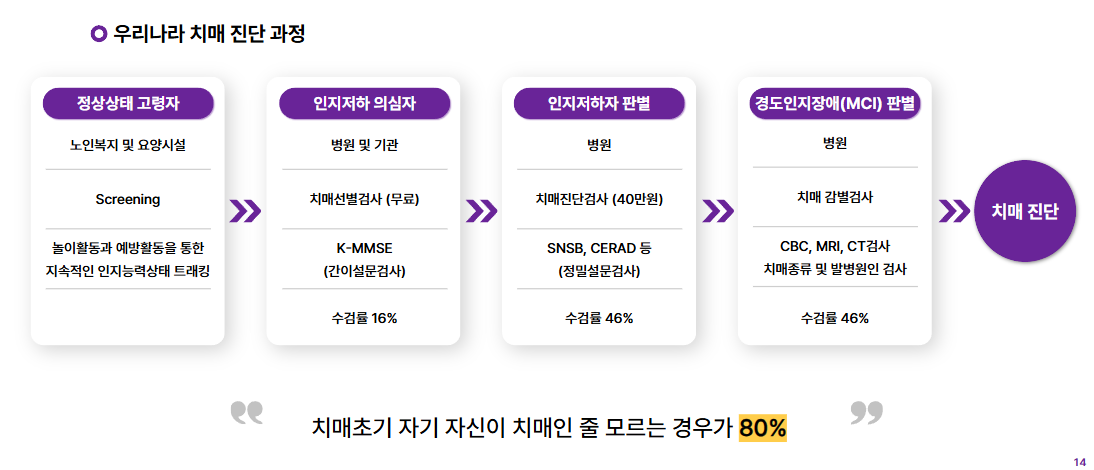 우리나라 치매 진단 과정
정상상태 고령자
노인복지 및 요양시설
Screening
놀이활동과 예방활동을 통한
지속적인 인지능력상태 트래킹
인지저하 의심자
병원 및 기관
치매선별검사 (무료)
K-MMSE
(간이설문검사)
수검률 16%
인지저하자 판별
병원
치매진단검사 (40만원)
SNSB, CERAD 등
(정밀설문검사)
수검률 46%
경도인지장애(MCI) 판별
병원
치매 감별검사
CBC, MRI, CT검사
치매종류 및 발병원인 검사
수검률 46%
치매 진단
치매초기 자기 자신이 치매인 줄 모르는 경우가 80%
14